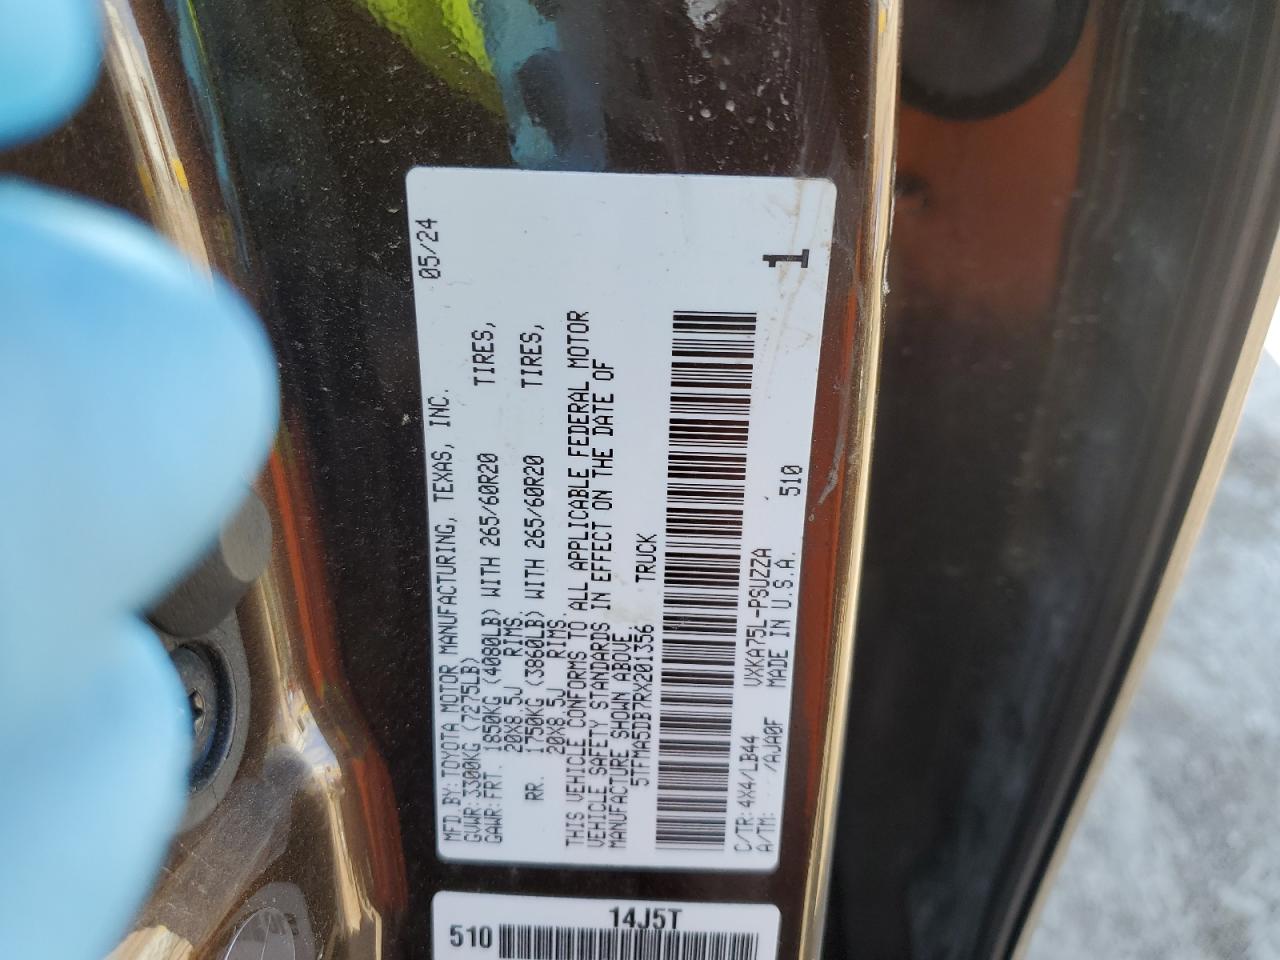 MFD.BY:TOYOTA MOTOR MANUFACTURING, TEXAS, INC. 05/24
GVWR:3300KG (7275LB)
GAWR:FRT. 1850KG (4080LB) WITH 265/60R20 TIRES,
20X8.5J RIMS.
RR. 1750KG (3860LB) WITH 265/60R20 TIRES,
20X8.5J RIMS.
THIS VEHICLE CONFORMS TO ALL APPLICABLE FEDERAL MOTOR
VEHICLE SAFETY STANDARDS IN EFFECT ON THE DATE OF
MANUFACTURE SHOWN ABOVE.
5TFMA5DB7RX201356 TRUCK
C/TR:4X4/LB44 VXKA75L-PSUZZA 510
A/TM: /AJA0F MADE IN U.S.A. 1
14J5T
510